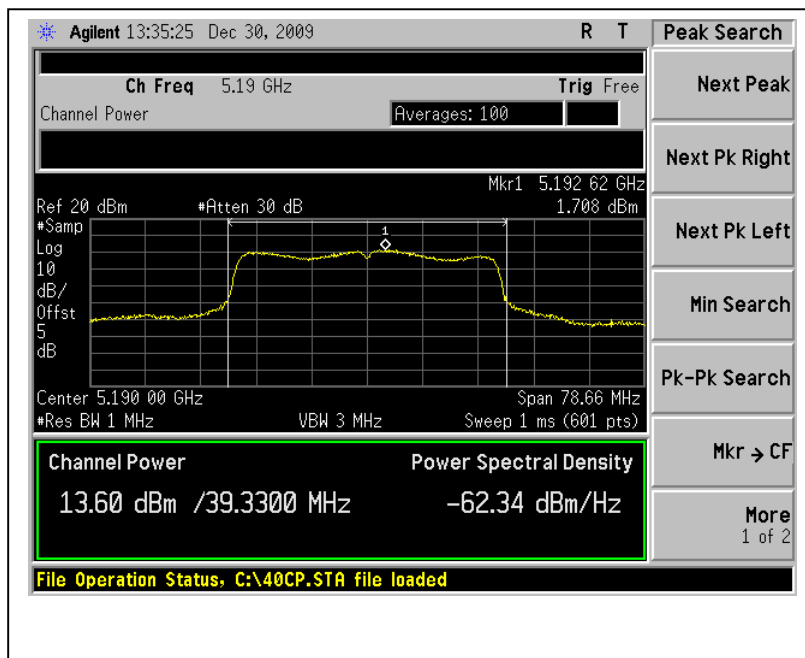 Agilent 13:35:25 Dec 30, 2009 R T
Peak Search
Ch Freq 5.19 GHz Trig Free
Channel Power Averages: 100
Mkr1 5.192 62 GHz
Ref 20 dBm #Atten 30 dB 1.708 dBm
#Samp
Log
10
dB/
Offst
5
dB
1
Center 5.190 00 GHz Span 78.66 MHz
#Res BW 1 MHz VBW 3 MHz Sweep 1 ms (601 pts)
Channel Power Power Spectral Density
13.60 dBm /39.3300 MHz -62.34 dBm/Hz
File Operation Status, C:\40CP.STA file loaded
Next Peak
Next Pk Right
Next Pk Left
Min Search
Pk-Pk Search
Mkr → CF
More
1 of 2